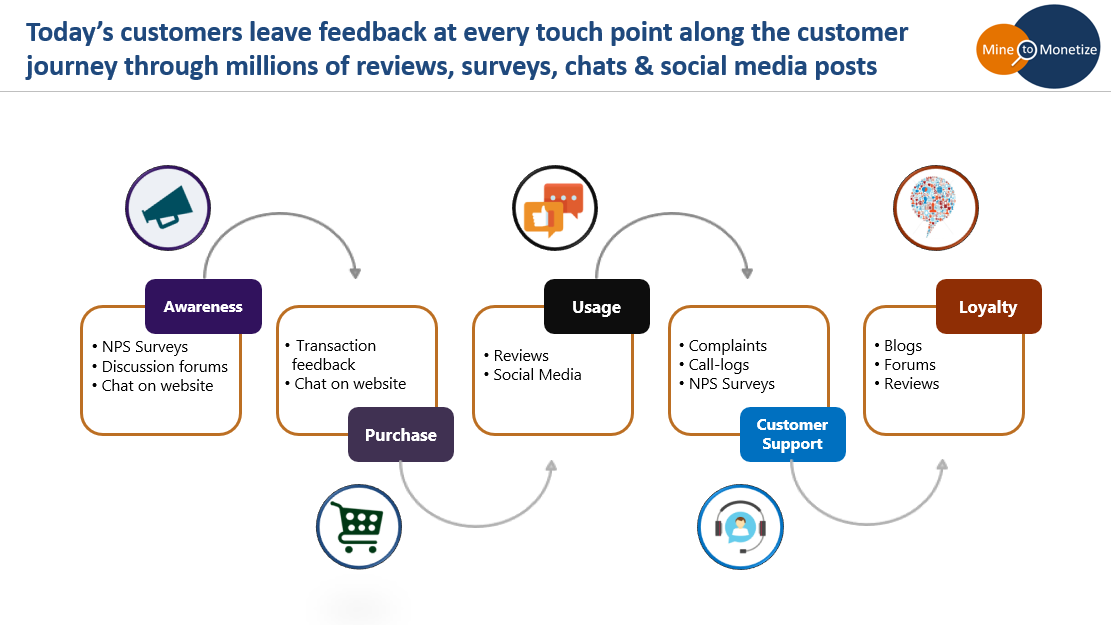 Today’s customers leave feedback at every touch point along the customer
journey through millions of reviews, surveys, chats & social media posts
Mine to Monetize
Awareness
• NPS Surveys
• Discussion forums
• Chat on website
• Transaction
feedback
• Chat on website
Purchase
Usage
• Reviews
• Social Media
• Complaints
• Call-logs
• NPS Surveys
Customer
Support
Loyalty
• Blogs
• Forums
• Reviews